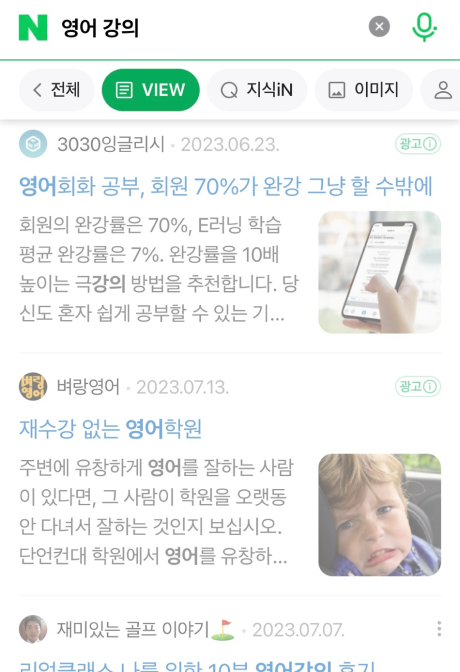 N 영어 강의
전체 VIEW 지식iN 이미지
3030잉글리시 · 2023.06.23. 광고
영어회화 공부, 회원 70%가 완강 그냥 할 수밖에
회원의 완강률은 70%, E러닝 학습
평균 완강률은 7%. 완강률을 10배
높이는 극강의 방법을 추천합니다. 당
신도 혼자 쉽게 공부할 수 있는 기...
벼랑영어
벼랑영어 · 2023.07.13. 광고
재수강 없는 영어학원
주변에 유창하게 영어를 잘하는 사람
이 있다면, 그 사람이 학원을 오랫동
안 다녀서 잘하는 것인지 보십시오.
단언컨대 학원에서 영어를 유창하...
재미있는 골프 이야기⛳ · 2023.07.07.